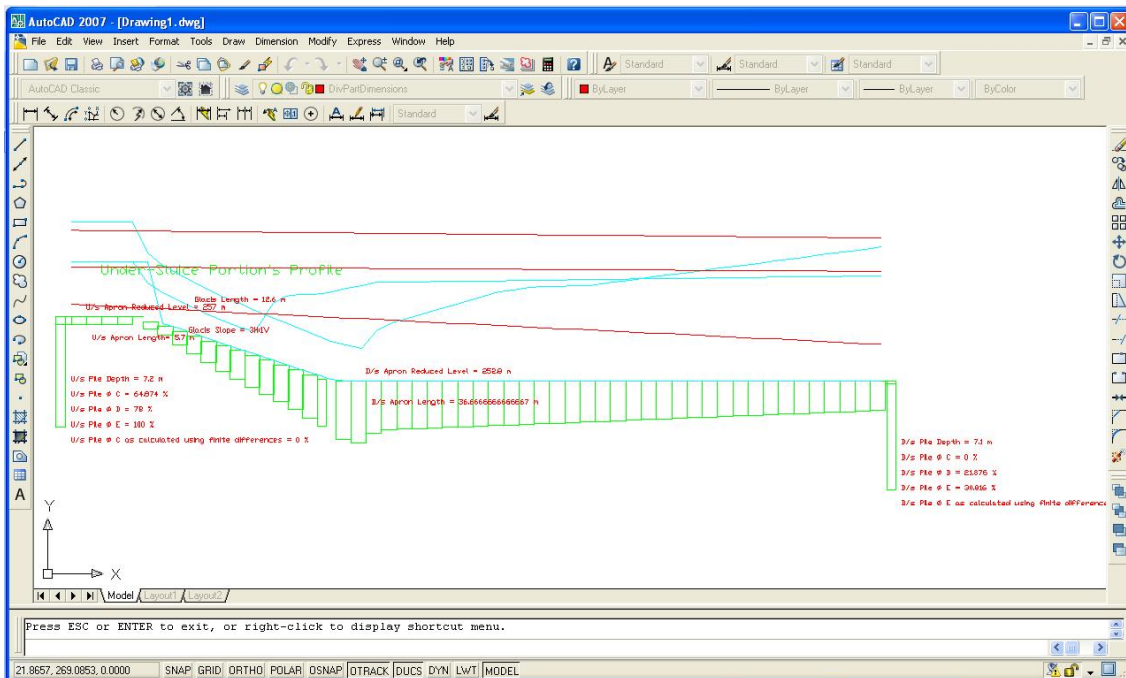 AutoCAD 2007 - [Drawing1.dwg]
File Edit View Insert Format Tools Draw Dimension Modify Express Window Help
Standard Standard Standard
AutoCAD Classic DivPartDimensions ByLayer ByLayer ByLayer ByColor
Standard
Under-Sluice Portion's Profile
Glacis Length = 12.6 m
U/s Apron Reduced Level = 257 m
Glacis Slope = 3H:1V
U/s Apron Length= 5.7 m
D/s Apron Reduced Level = 252.8 m
U/s Pile Depth = 7.2 m
U/s Pile Φ C = 64.874 %
D/s Apron Length = 36.6666666666667 m
U/s Pile Φ D = 78 %
U/s Pile Φ E = 100 %
U/s Pile Φ C as calculated using finite differences = 0 %
D/s Pile Depth = 7.1 m
D/s Pile Φ C = 0 %
D/s Pile Φ D = 21.876 %
D/s Pile Φ E = 30.816 %
D/s Pile Φ E as calculated using finite difference
Y
X
Model Layout1 Layout2
Press ESC or ENTER to exit, or right-click to display shortcut menu.
21.8657, 269.0853, 0.0000 SNAP GRID ORTHO POLAR OSNAP OTRACK DUCS DYN LWT MODEL